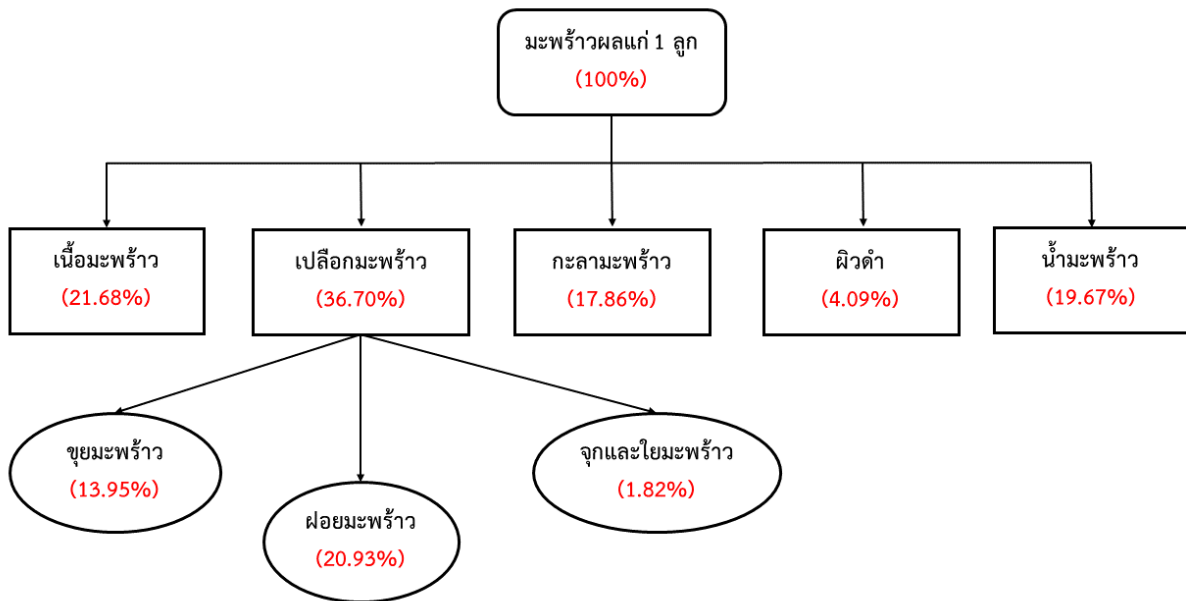 มะพร้าวผลแก่ 1 ลูก
(100%)
เนื้อมะพร้าว
(21.68%)
เปลือกมะพร้าว
(36.70%)
กะลามะพร้าว
(17.86%)
ผิวดำ
(4.09%)
น้ำมะพร้าว
(19.67%)
ขุยมะพร้าว
(13.95%)
ฝอยมะพร้าว
(20.93%)
จุกและใยมะพร้าว
(1.82%)